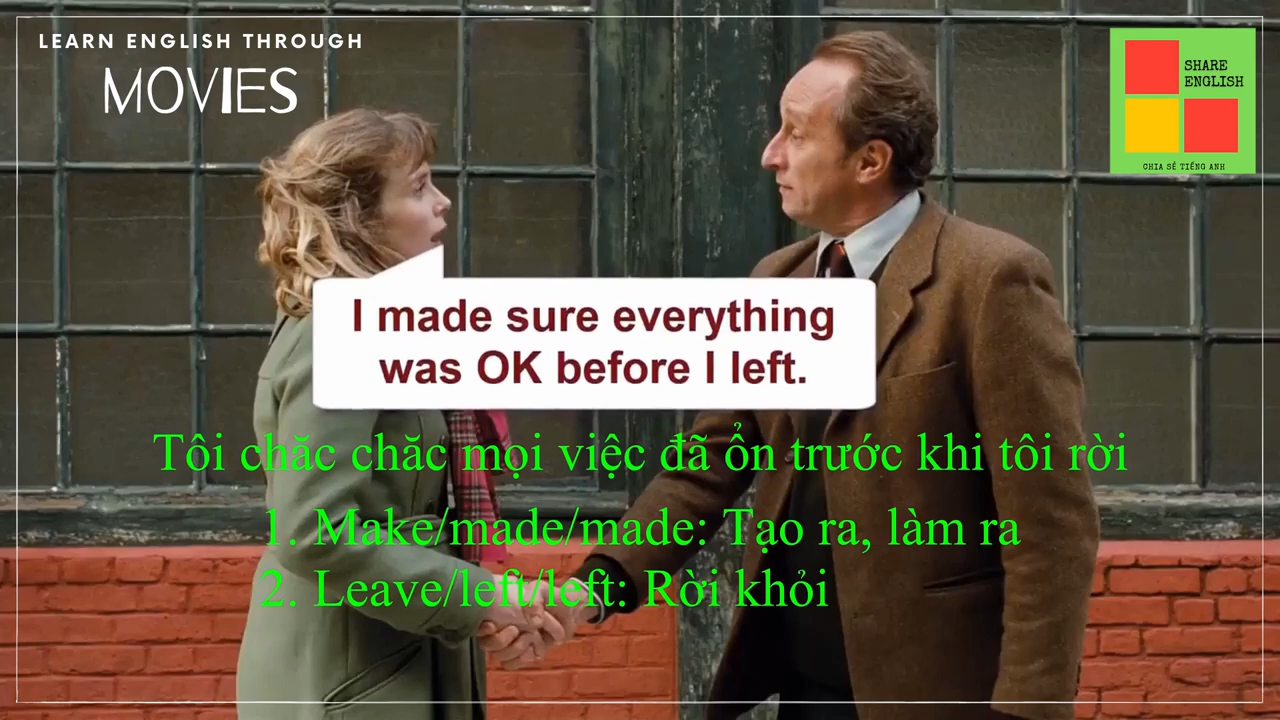 LEARN ENGLISH THROUGH
MOVIES
SHARE
ENGLISH
CHIA SẺ TIẾNG ANH
I made sure everything
was OK before I left.
Tôi chắc chắc mọi việc đã ổn trước khi tôi rời
1. Make/made/made: Tạo ra, làm ra
2. Leave/left/left: Rời khỏi